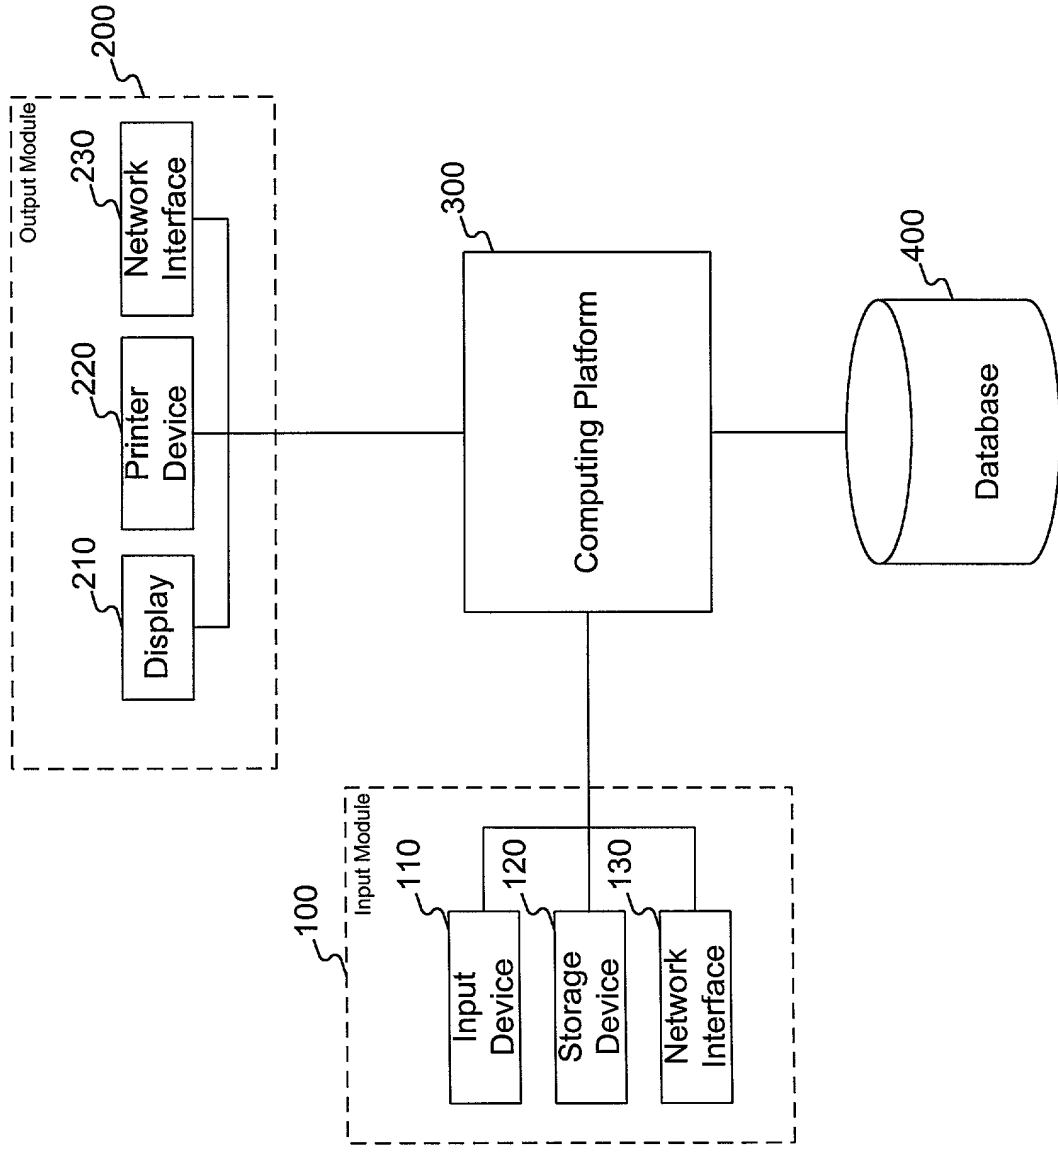 200
Output Module
210
Display
220
Printer
Device
230
Network
Interface
300
Computing Platform
100
Input Module
110
Input
Device
120
Storage
Device
130
Network
Interface
400
Database